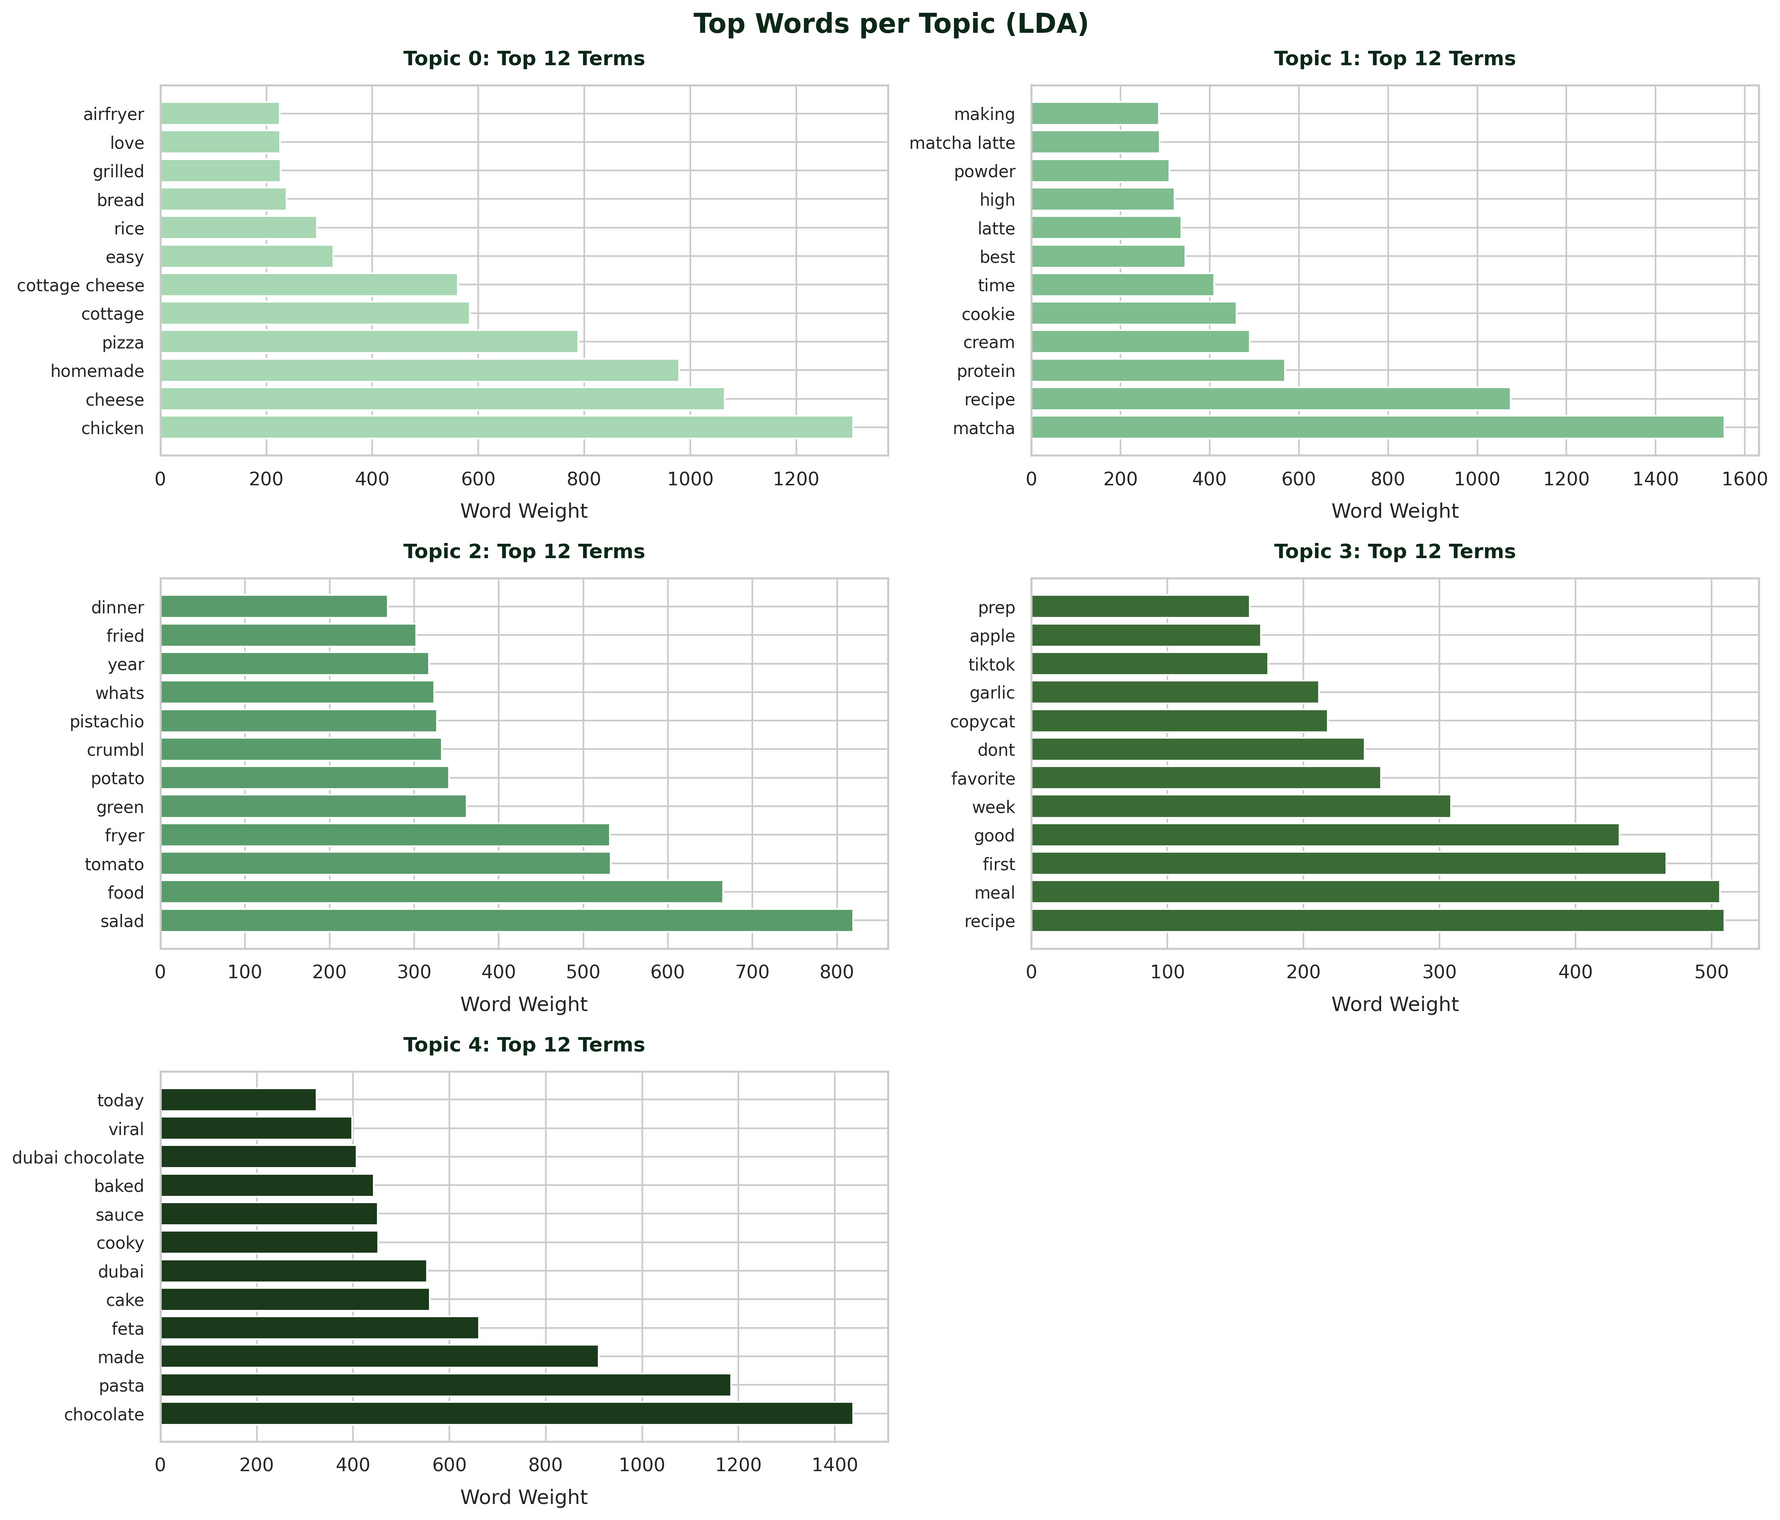 Top Words per Topic (LDA)
Topic 0: Top 12 Terms
airfryer
love
grilled
bread
rice
easy
cottage cheese
cottage
pizza
homemade
cheese
chicken
0 200 400 600 800 1000 1200
Word Weight
Topic 1: Top 12 Terms
making
matcha latte
powder
high
latte
best
time
cookie
cream
protein
recipe
matcha
0 200 400 600 800 1000 1200 1400 1600
Word Weight
Topic 2: Top 12 Terms
dinner
fried
year
whats
pistachio
crumbl
potato
green
fryer
tomato
food
salad
0 100 200 300 400 500 600 700 800
Word Weight
Topic 3: Top 12 Terms
prep
apple
tiktok
garlic
copycat
dont
favorite
week
good
first
meal
recipe
0 100 200 300 400 500
Word Weight
Topic 4: Top 12 Terms
today
viral
dubai chocolate
baked
sauce
cooky
dubai
cake
feta
made
pasta
chocolate
0 200 400 600 800 1000 1200 1400
Word Weight